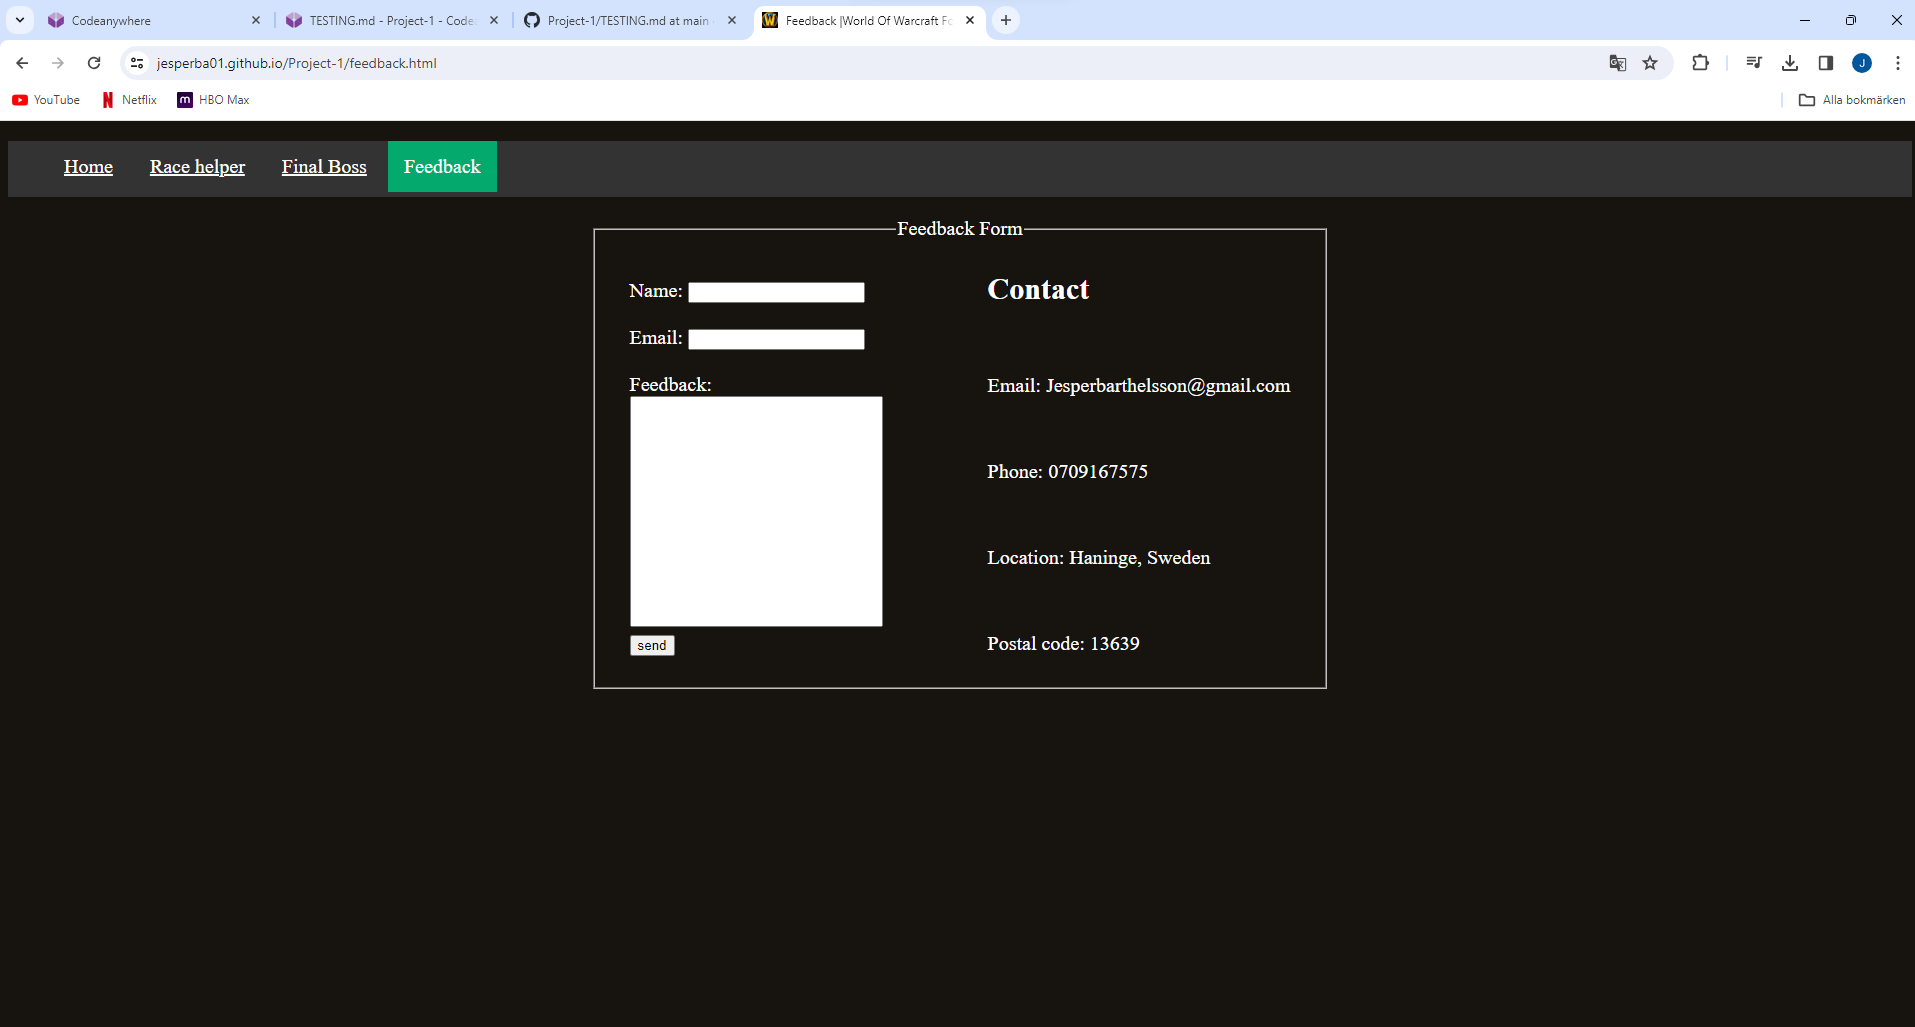 Codeanywhere
TESTING.md - Project-1 - Code
Project-1/TESTING.md at main
Feedback |World Of Warcraft Fo
jesperba01.github.io/Project-1/feedback.html
J
YouTube
Netflix
m HBO Max
Alla bokmärken
Home Race helper Final Boss Feedback
Feedback Form
Name:
Email:
Feedback:
send
Contact
Email: Jesperbarthelsson@gmail.com
Phone: 0709167575
Location: Haninge, Sweden
Postal code: 13639